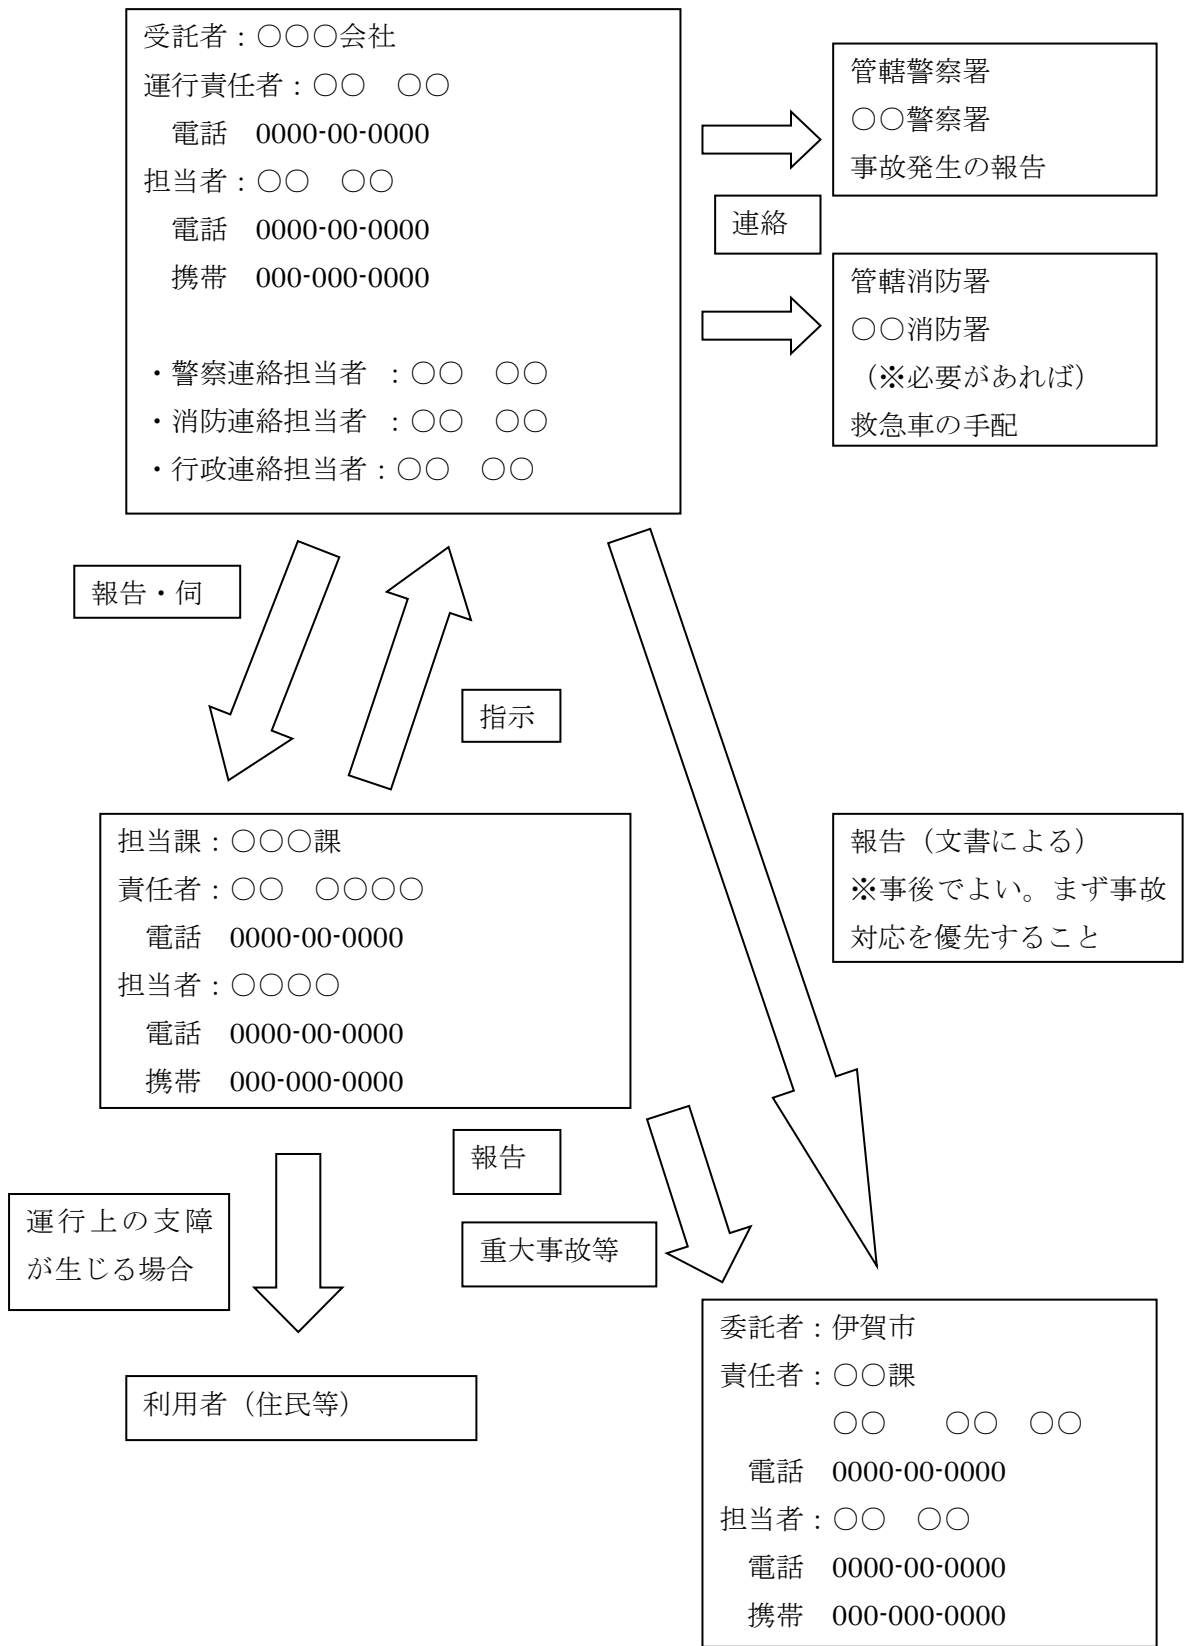 受託者：○○○会社
運行責任者：○○　○○
電話　0000-00-0000
担当者：○○　○○
電話　0000-00-0000
携帯　000-000-0000
・警察連絡担当者　：○○　○○
・消防連絡担当者　：○○　○○
・行政連絡担当者：○○　○○
管轄警察署
○○警察署
事故発生の報告
連絡
管轄消防署
○○消防署
（※必要があれば）
救急車の手配
報告・伺
指示
担当課：○○○課
責任者：○○　○○○○
電話　0000-00-0000
担当者：○○○○
電話　0000-00-0000
携帯　000-000-0000
報告（文書による）
※事後でよい。まず事故
対応を優先すること
報告
重大事故等
運行上の支障
が生じる場合
利用者（住民等）
委託者：伊賀市
責任者：○○課
○○　　○○　○○
電話　0000-00-0000
担当者：○○　○○
電話　0000-00-0000
携帯　000-000-0000